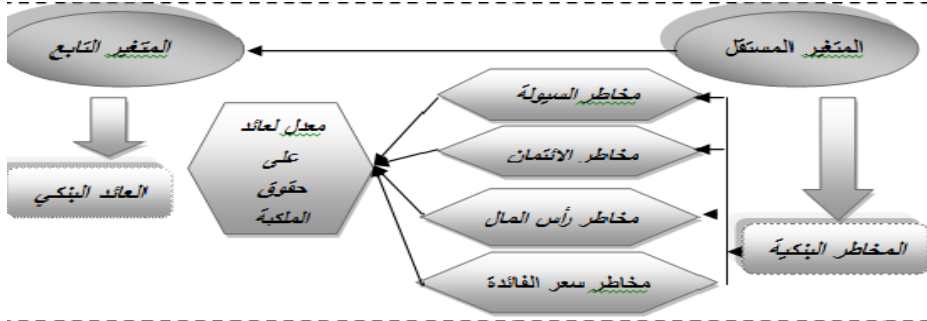 المتغير المستقل
المتغير التابع
مخاطر السيولة
مخاطر الائتمان
مخاطر رأس المال
مخاطر سعر الفائدة
معدل لعائد
على
حقوق
الملكية
المخاطر البنكية
العائد البنكي